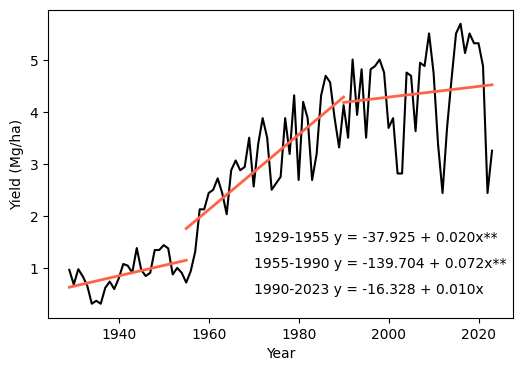 5
4
3
2
1
Yield (Mg/ha)
1929-1955 y = -37.925 + 0.020x**
1955-1990 y = -139.704 + 0.072x**
1990-2023 y = -16.328 + 0.010x
1940 1960 1980 2000 2020
Year